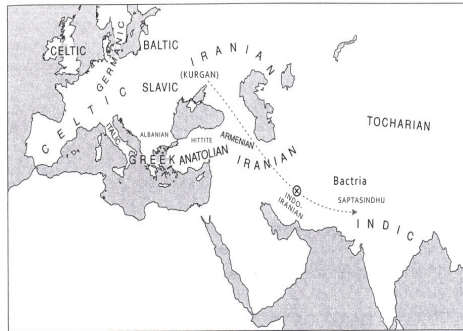 CELTIC
GERMANIC
BALTIC
IRANIAN
(KURGAN)
SLAVIC
CELTIC
ITALIC
ALBANIAN
HITTITE
ARMENIAN
TOCHARIAN
GREEK
ANATOLIAN
IRANIAN
Bactria
INDO-
IRANIAN
SAPTASINDHU
INDIC